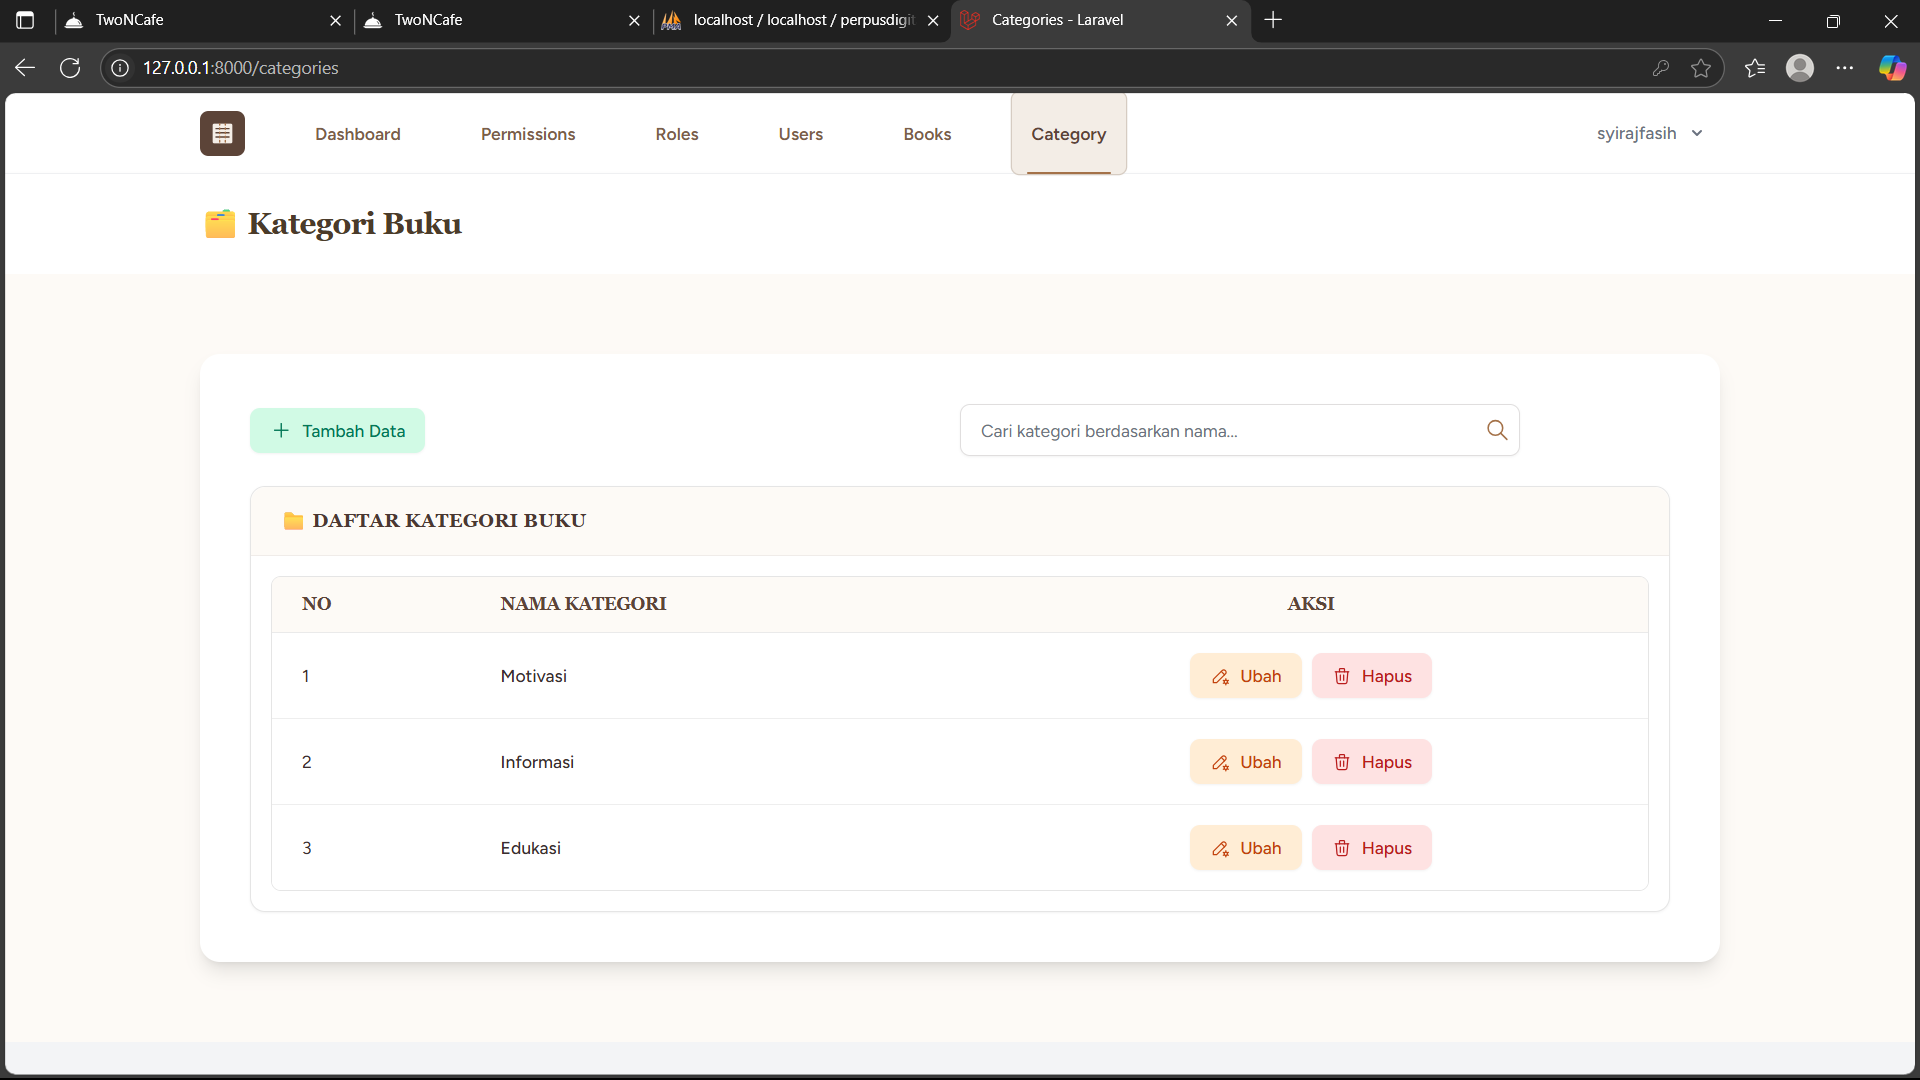 TwoNCafe
TwoNCafe
localhost / localhost / perpusdigit
Categories - Laravel
127.0.0.1:8000/categories
Dashboard
Permissions
Roles
Users
Books
Category
syirajfasih
Kategori Buku
Tambah Data
Cari kategori berdasarkan nama...
DAFTAR KATEGORI BUKU
NO NAMA KATEGORI AKSI
1 Motivasi Ubah Hapus
2 Informasi Ubah Hapus
3 Edukasi Ubah Hapus